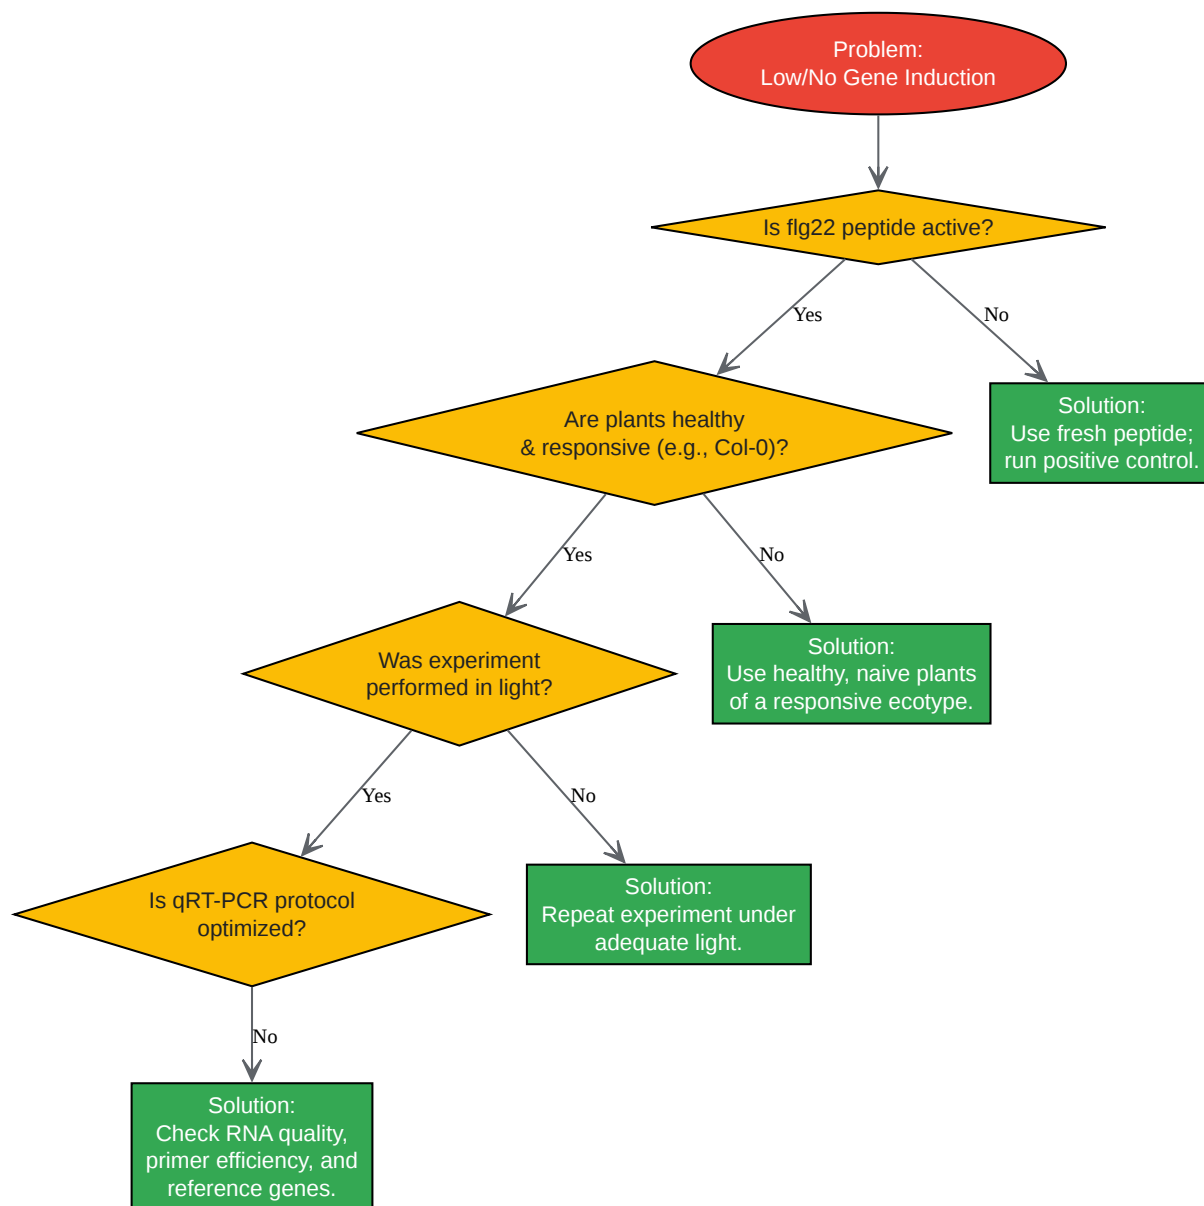 Problem:
Low/No Gene Induction
Is flg22 peptide active?
Yes
No
Are plants healthy
& responsive (e.g., Col-0)?
Solution:
Use fresh peptide;
run positive control.
Yes
No
Was experiment
performed in light?
Solution:
Use healthy, naive plants
of a responsive ecotype.
Yes
No
Is qRT-PCR protocol
optimized?
Solution:
Repeat experiment under
adequate light.
No
Solution:
Check RNA quality,
primer efficiency, and
reference genes.